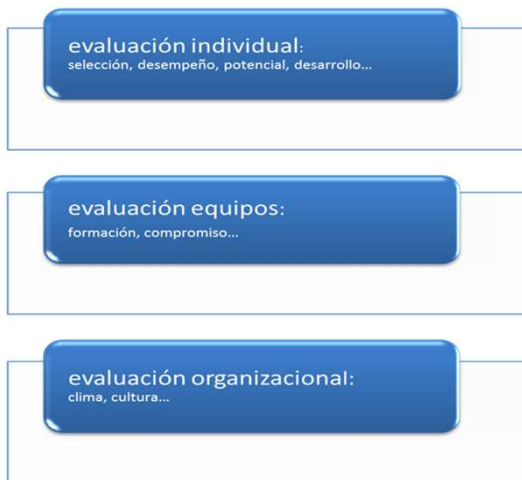 evaluación individual:
selección, desempeño, potencial, desarrollo...
evaluación equipos:
formación, compromiso...
evaluación organizacional:
clima, cultura...